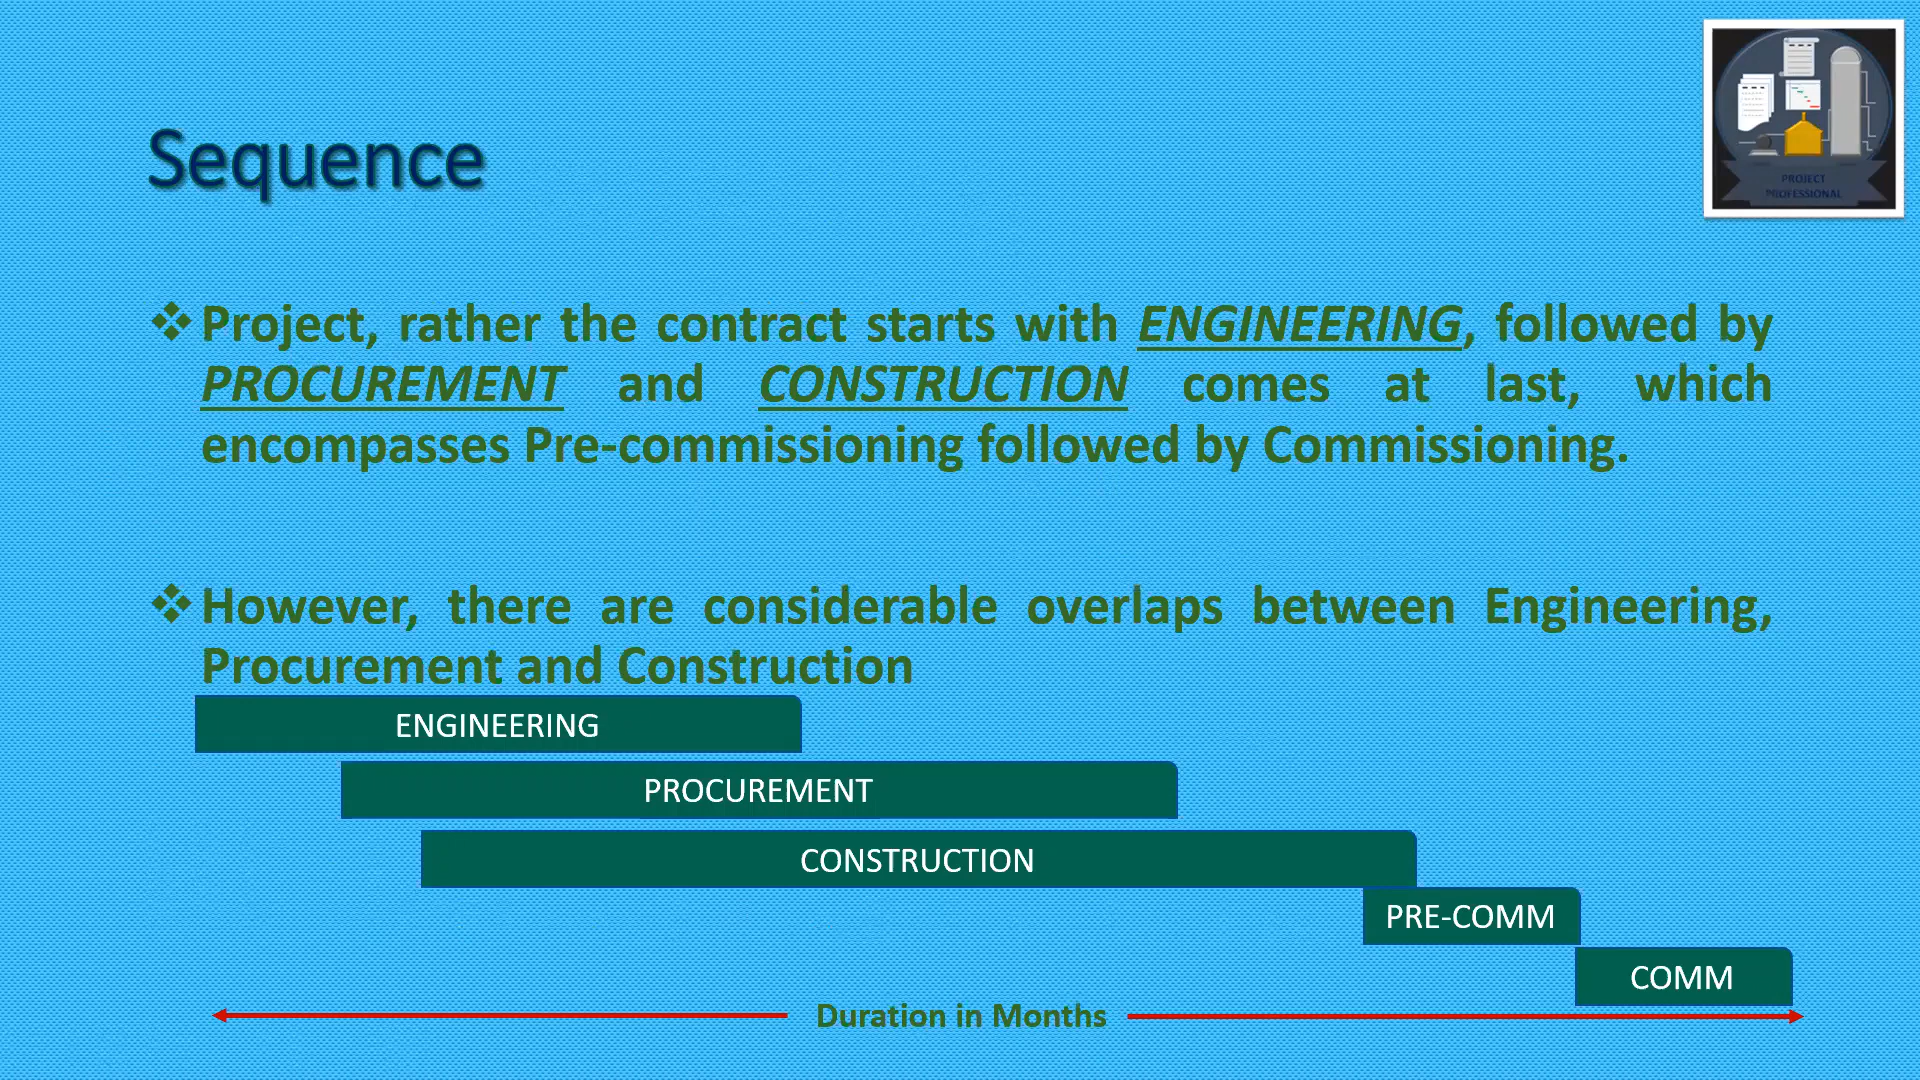 PROJECT
PROFESSIONAL
Sequence
❖Project, rather the contract starts with ENGINEERING, followed by
PROCUREMENT and CONSTRUCTION comes at last, which
encompasses Pre-commissioning followed by Commissioning.
❖However, there are considerable overlaps between Engineering,
Procurement and Construction
ENGINEERING
PROCUREMENT
CONSTRUCTION
PRE-COMM
COMM
Duration in Months